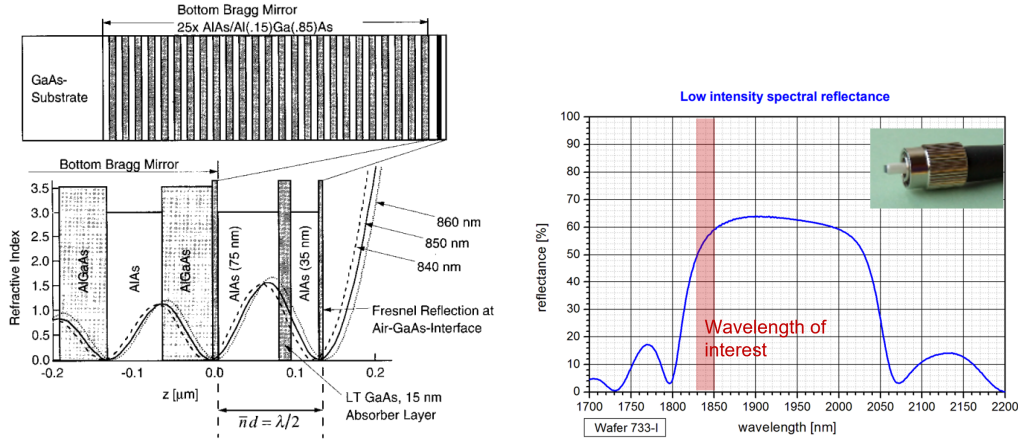 Bottom Bragg Mirror
25x AlAs/Al(.15)Ga(.85)As
GaAs-
Substrate
Bottom Bragg Mirror
3.5
3.0
2.5
2.0
1.5
1.0
0.5
0.0
Refractive Index
AlGaAs
AlAs
AlGaAs
AlAs (75 nm)
AlAs (35 nm)
860 nm
850 nm
840 nm
Fresnel Reflection at
Air-GaAs-Interface
-0.2
-0.1
0.0
0.1
0.2
z [μm]
LT GaAs, 15 nm
Absorber Layer
n̅ d = λ/2
Low intensity spectral reflectance
100
90
80
70
60
50
40
30
20
10
0
reflectance [%]
Wavelength of
interest
1700 1750 1800 1850 1900 1950 2000 2050 2100 2150 2200
wavelength [nm]
Wafer 733-I